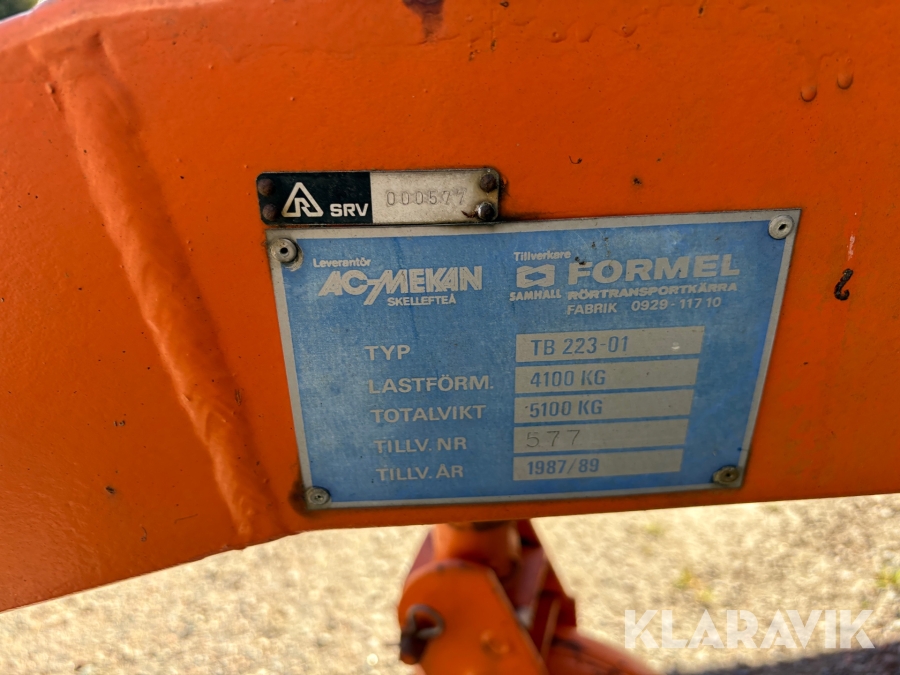 R SRV 000577
Leverantör
AC-MEKAN
SKELLEFTEÅ
Tillverkare
SAMHALL
FORMEL
RÖRTRANSPORTKÄRRA
FABRIK 0929-117 10
TYP TB 223-01
LASTFÖRM. 4100 KG
TOTALVIKT 5100 KG
TILLV. NR 577
TILLV. ÅR 1987/89
KLARAVIK